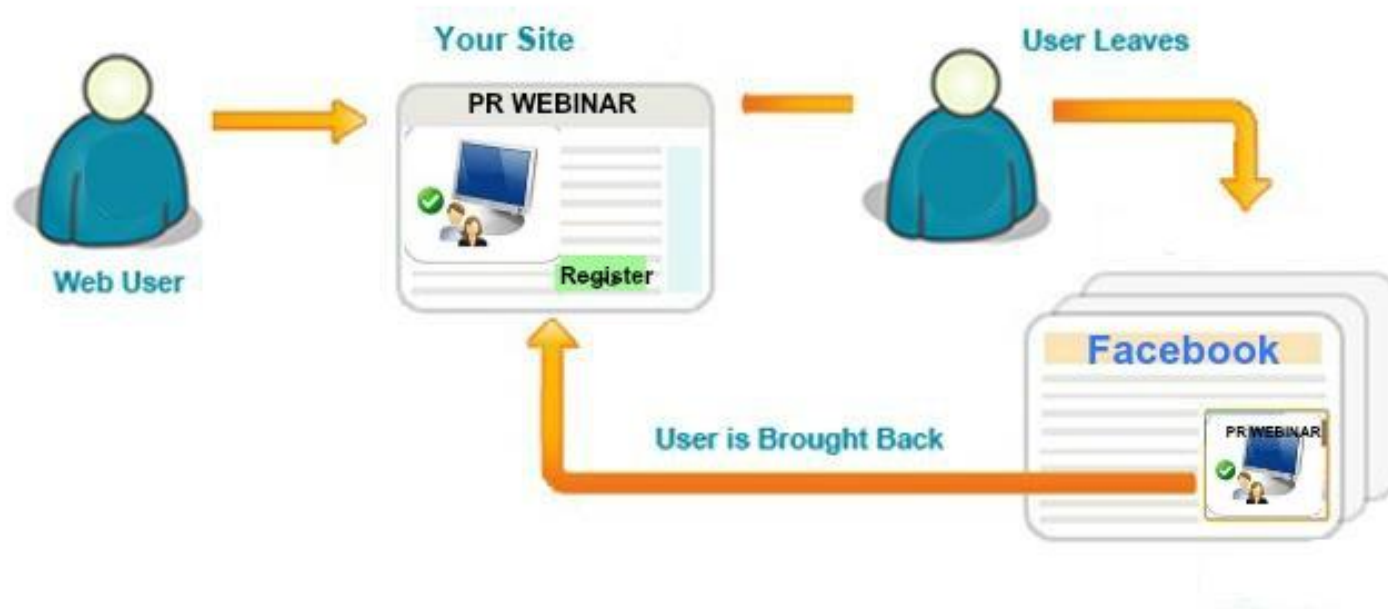 Your Site
User Leaves
PR WEBINAR
Web User
Register
Facebook
PR WEBINAR
User is Brought Back